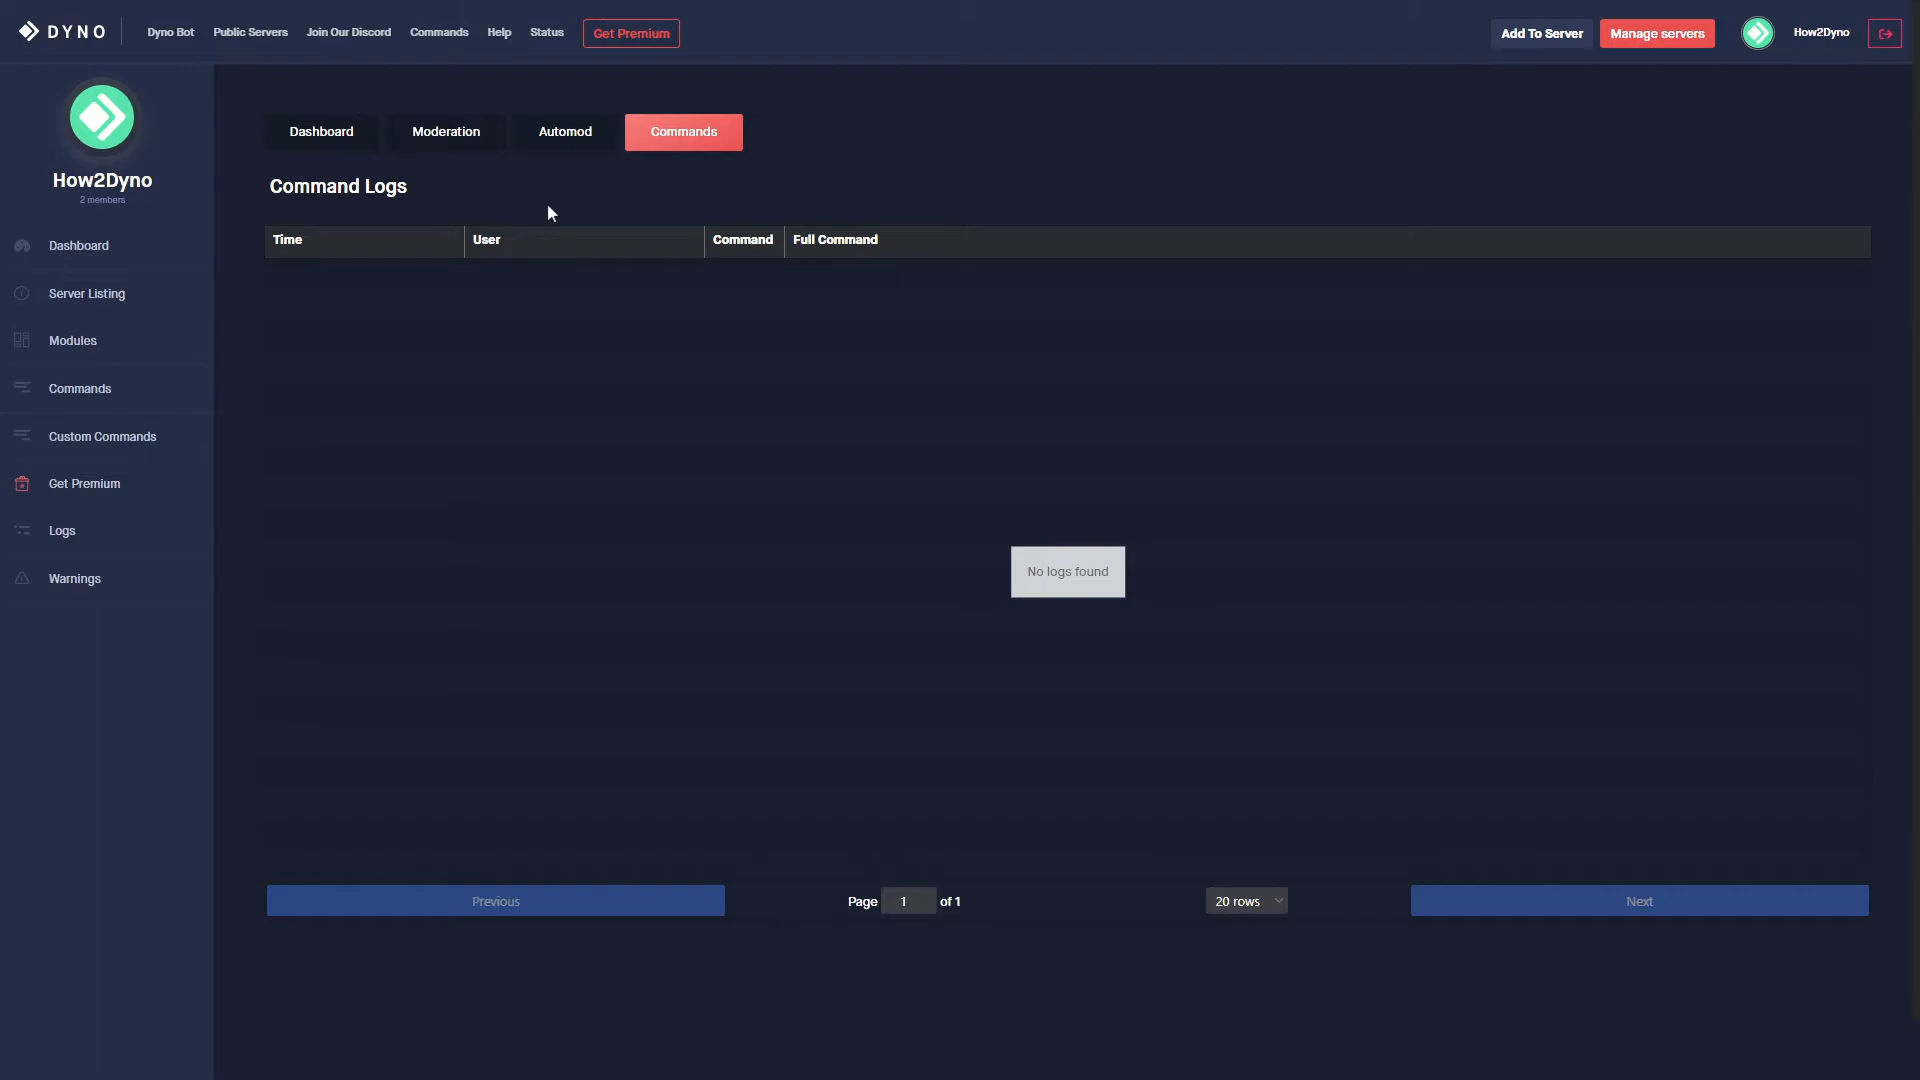 DYNO
Dyno Bot
Public Servers
Join Our Discord
Commands
Help
Status
Get Premium
Add To Server
Manage servers
How2Dyno
How2Dyno
2 members
Dashboard
Server Listing
Modules
Commands
Custom Commands
Get Premium
Logs
Warnings
Dashboard
Moderation
Automod
Commands
Command Logs
Time
User
Command
Full Command
No logs found
Previous
Page 1 of 1
20 rows
Next